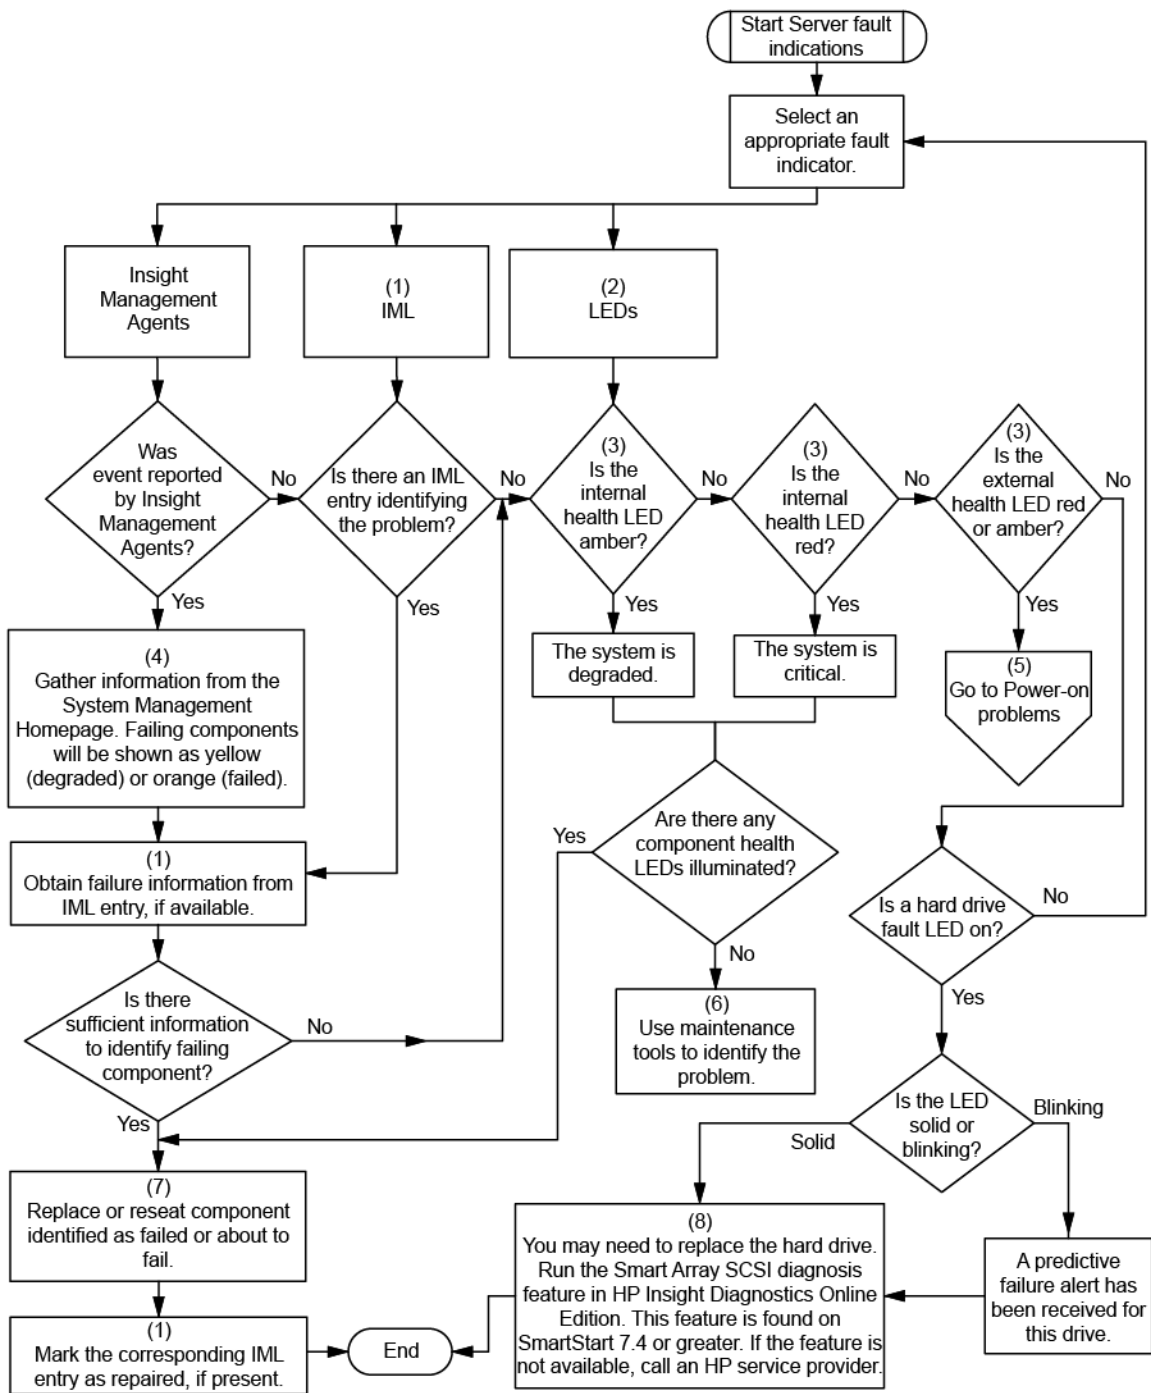 Start Server fault
indications
Select an
appropriate fault
indicator.
Insight
Management
Agents
(1)
IML
(2)
LEDs
Was
event reported
by Insight
Management
Agents?
No
Is there an IML
entry identifying
the problem?
No
(3)
Is the
internal
health LED
amber?
No
(3)
Is the
internal
health LED
red?
No
(3)
Is the
external
health LED red
or amber?
No
Yes
Yes
Yes
Yes
Yes
(4)
Gather information from the
System Management
Homepage. Failing components
will be shown as yellow
(degraded) or orange (failed).
The system is
degraded.
The system is
critical.
(5)
Go to Power-on
problems
(1)
Obtain failure information from
IML entry, if available.
Yes
Are there any
component health
LEDs illuminated?
No
Is a hard drive
fault LED on?
No
Yes
Is there
sufficient information
to identify failing
component?
No
Yes
(6)
Use maintenance
tools to identify the
problem.
Is the LED
solid or
blinking?
Blinking
Solid
(7)
Replace or reseat component
identified as failed or about to
fail.
(8)
You may need to replace the hard drive.
Run the Smart Array SCSI diagnosis
feature in HP Insight Diagnostics Online
Edition. This feature is found on
SmartStart 7.4 or greater. If the feature is
not available, call an HP service provider.
A predictive
failure alert has
been received for
this drive.
(1)
Mark the corresponding IML
entry as repaired, if present.
End